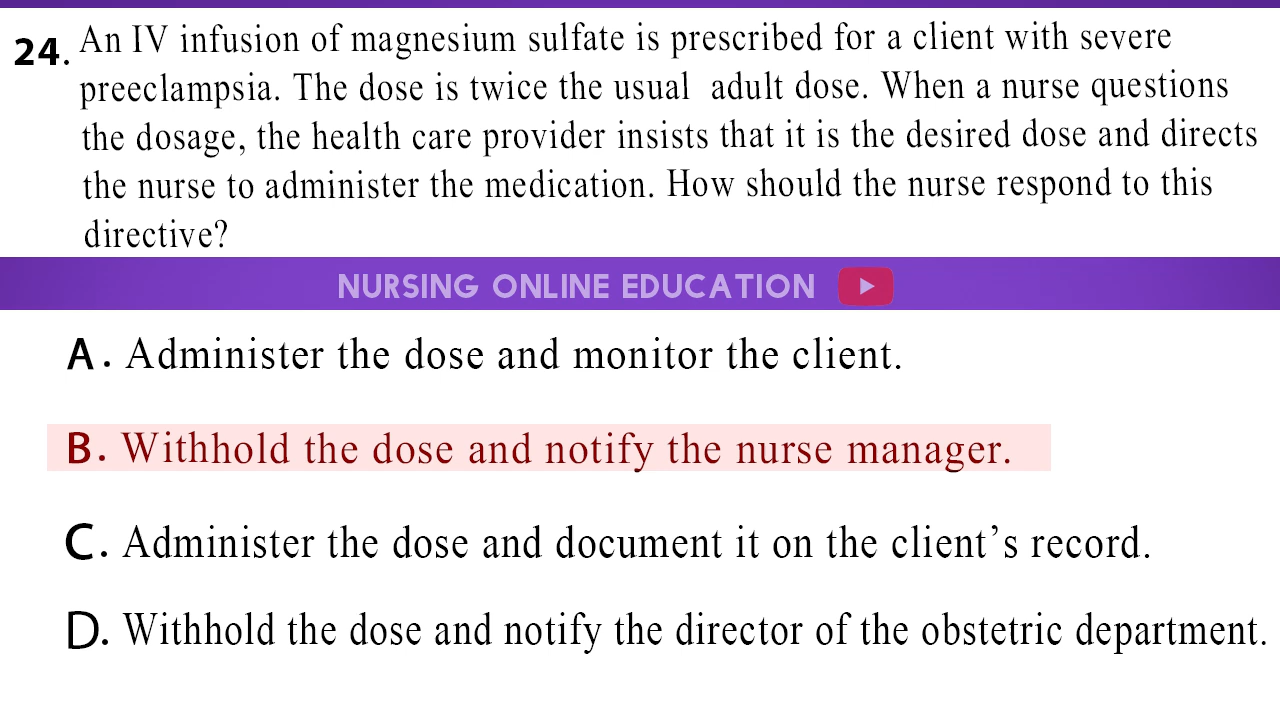 24. An IV infusion of magnesium sulfate is prescribed for a client with severe
preeclampsia. The dose is twice the usual adult dose. When a nurse questions
the dosage, the health care provider insists that it is the desired dose and directs
the nurse to administer the medication. How should the nurse respond to this
directive?
NURSING ONLINE EDUCATION
A. Administer the dose and monitor the client.
B. Withhold the dose and notify the nurse manager.
C. Administer the dose and document it on the client’s record.
D. Withhold the dose and notify the director of the obstetric department.